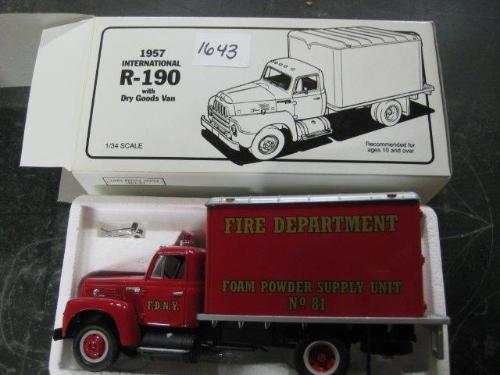 1957
INTERNATIONAL
R-190
with
Dry Goods Van
1643
1/34 SCALE
Recommended for
ages 10 and over
FIRE DEPARTMENT
FOAM POWDER SUPPLY UNIT
Nº 81
F.D.N.Y.